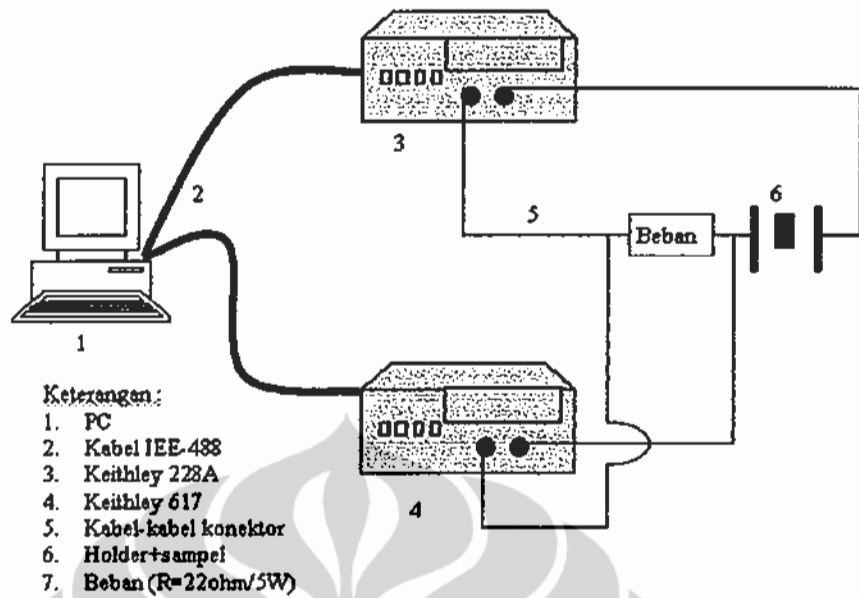 3
2
5
Beban
6
1
4
Keterangan :
1. PC
2. Kabel IEE-488
3. Keithley 228A
4. Keithley 617
5. Kabel-kabel konektor
6. Holder+sampel
7. Beban (R=22ohm/5W)